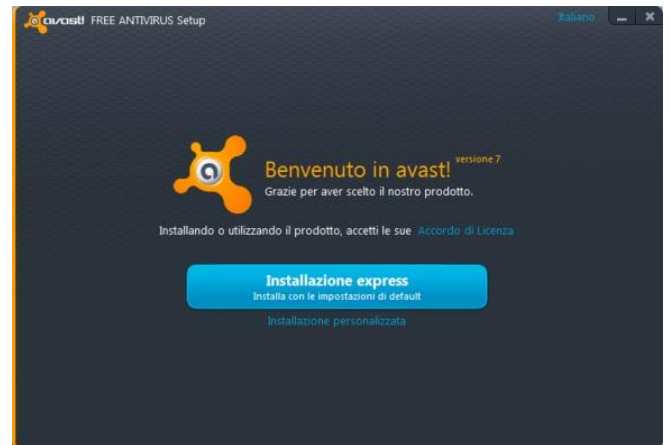 avast! FREE ANTIVIRUS Setup
Italiano
a
Benvenuto in avast! versione 7
Grazie per aver scelto il nostro prodotto.
Installando o utilizzando il prodotto, accetti le sue Accordo di Licenza
Installazione express
Installa con le impostazioni di default
Installazione personalizzata